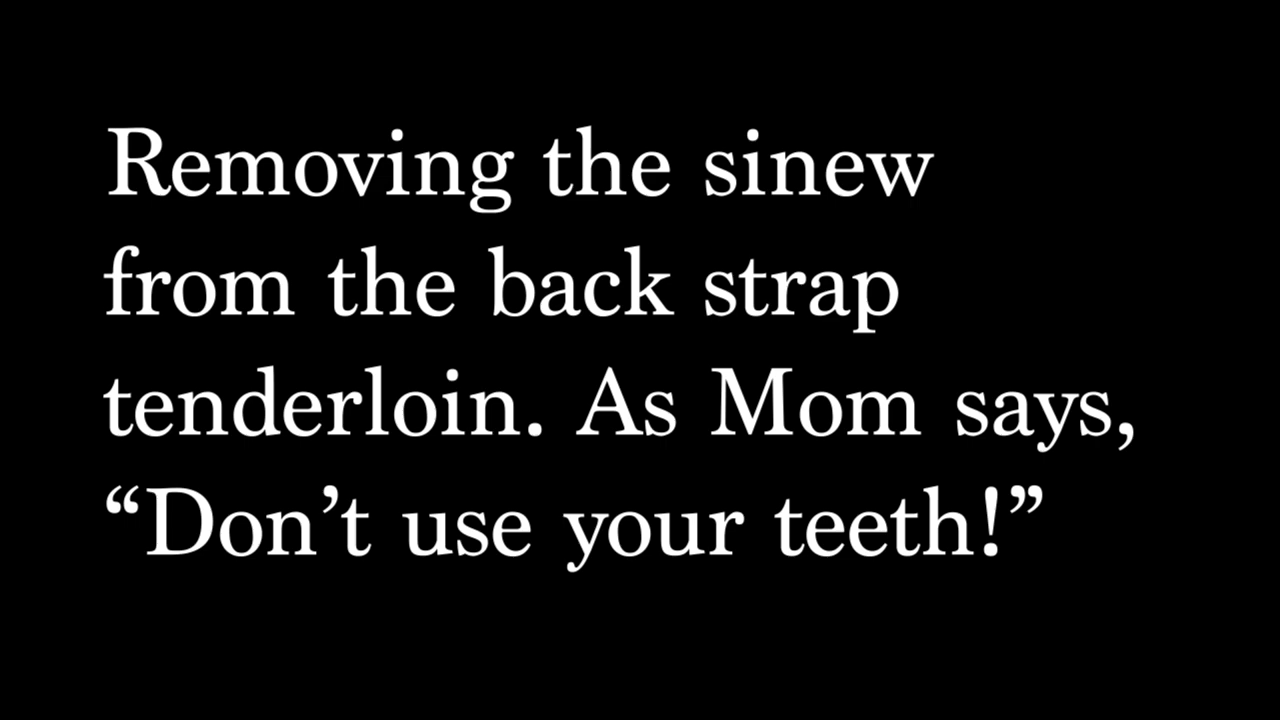 Removing the sinew
from the back strap
tenderloin. As Mom says,
“Don’t use your teeth!”